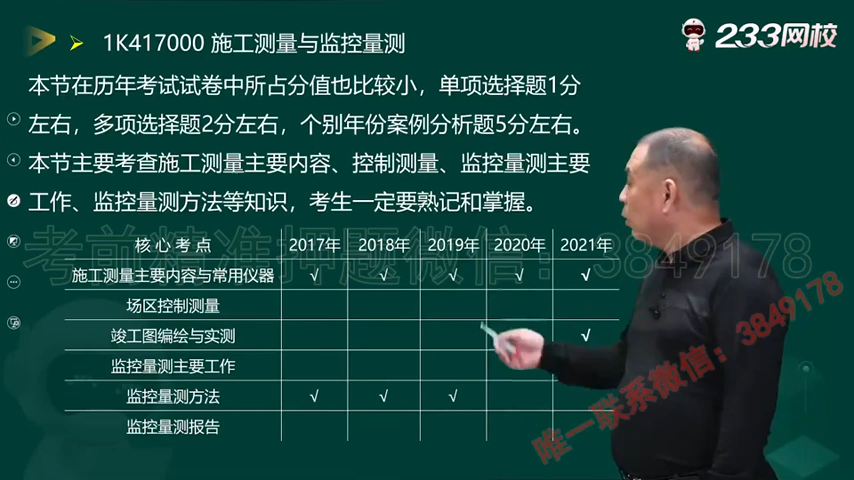 1K417000 施工测量与监控量测
233网校
本节在历年考试试卷中所占分值也比较小，单项选择题1分
左右，多项选择题2分左右，个别年份案例分析题5分左右。
本节主要考查施工测量主要内容、控制测量、监控量测主要
工作、监控量测方法等知识，考生一定要熟记和掌握。
核心考点 2017年 2018年 2019年 2020年 2021年
施工测量主要内容与常用仪器 √ √ √ √ √
场区控制测量
竣工图编绘与实测 √
监控量测主要工作
监控量测方法 √ √ √
监控量测报告
考前精准押题微信：3849178
唯一联系微信：3849178